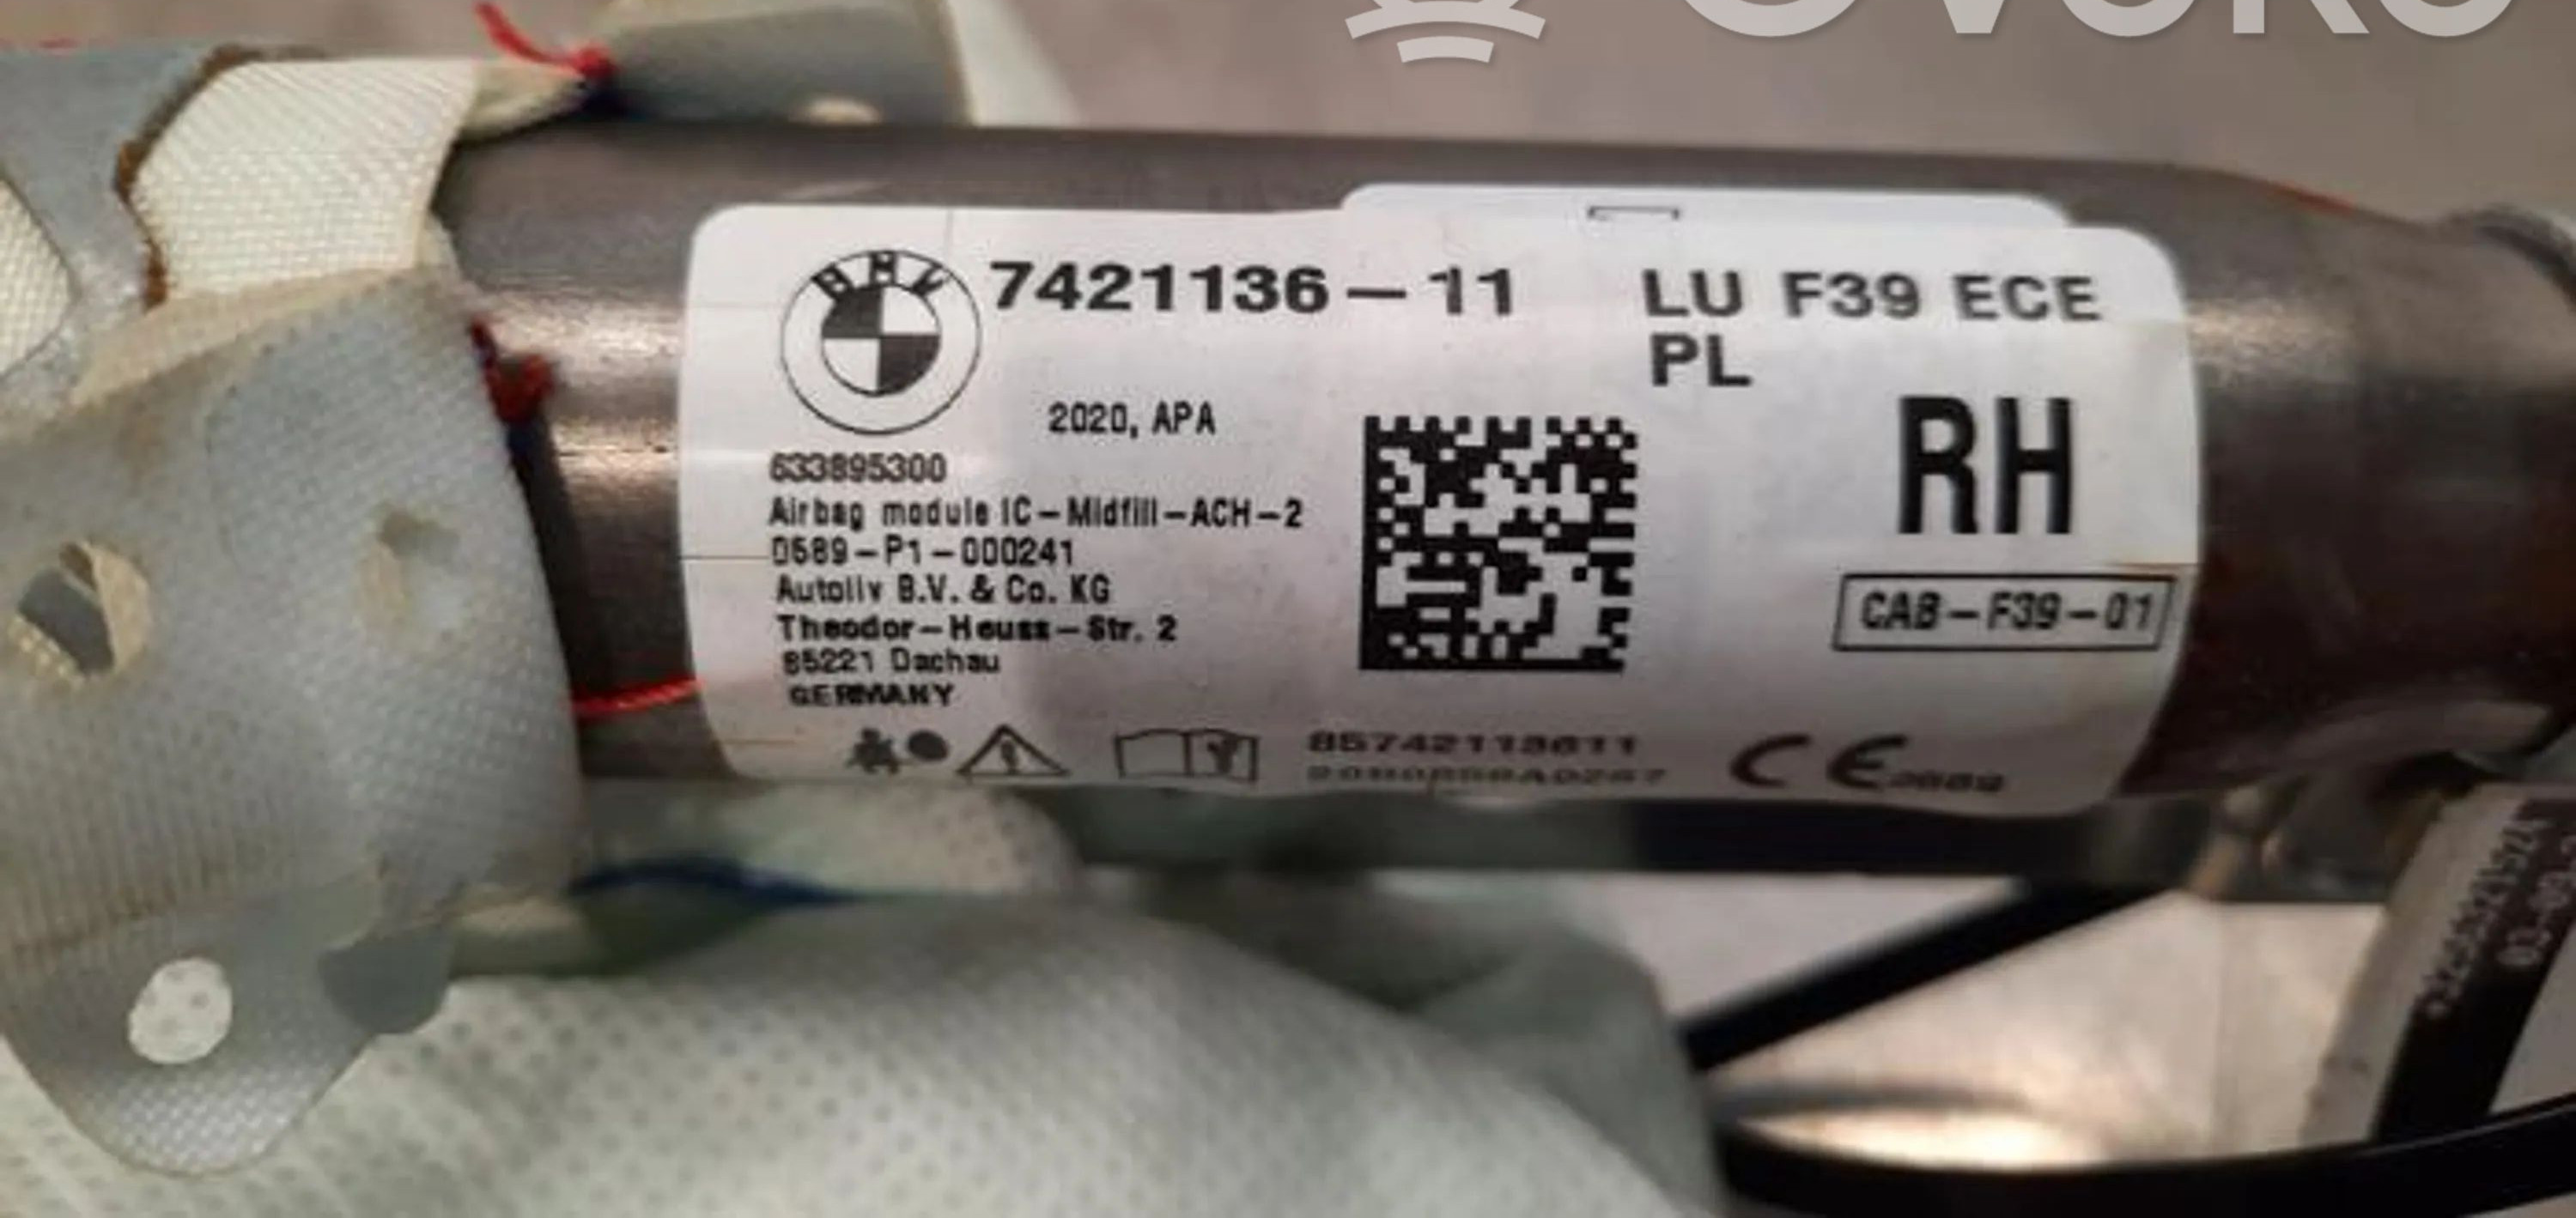 BMW
7421136-11
LU F39 ECE
PL
2020, APA
RH
633895300
Airbag module IC-Midfill-ACH-2
0589-P1-000241
Autoliv B.V. & Co. KG
Theodor-Heuss-Str. 2
85221 Dachau
GERMANY
CAB-F39-01
85742113611
CE